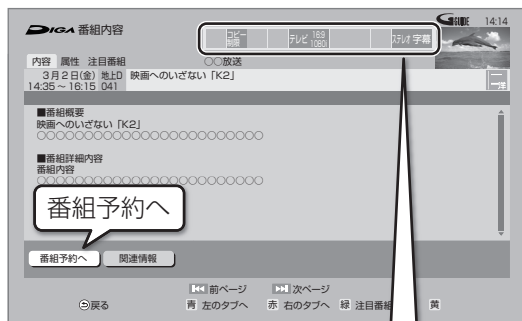 DIGA 番組内容
コピー制限 テレビ 16:9 1080i ステレオ 字幕
G GUIDE 14:14
内容 属性 注目番組 ○○放送
3月2日(金) 地上D 映画へのいざない「K2」
14:35～16:15 041
洋
■番組概要
映画へのいざない「K2」
○○○○○○○○○○○○○○○○○○○○○○○○
■番組詳細内容
番組内容
○○○○○○○○○○○○○○○○○○○○○○○○
番組予約へ
番組予約へ 関連情報
前ページ 次ページ
戻る 青 左のタブへ 赤 右のタブへ 緑 注目番組 黄